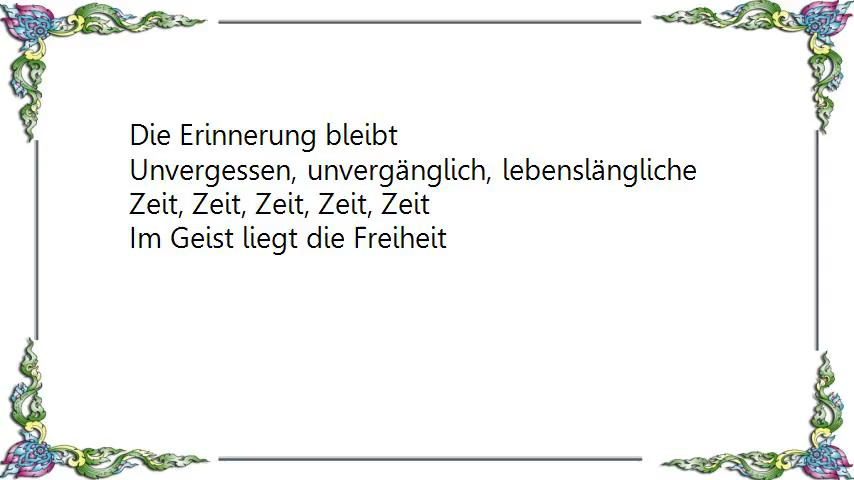 Die Erinnerung bleibt
Unvergessen, unvergänglich, lebenslängliche
Zeit, Zeit, Zeit, Zeit, Zeit
Im Geist liegt die Freiheit